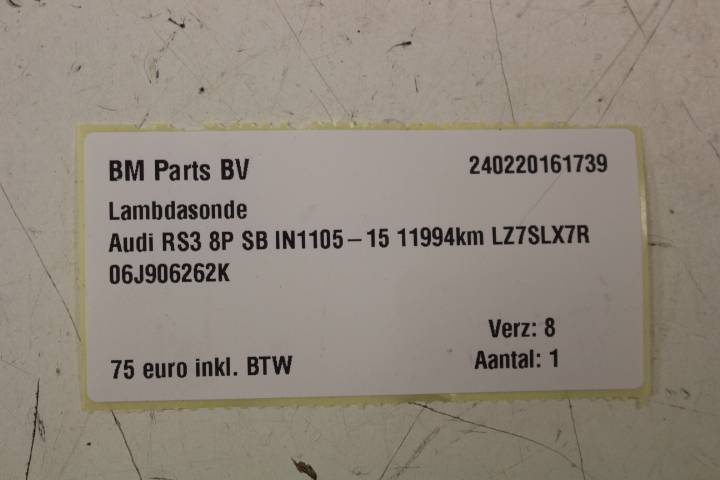 BM Parts BV 240220161739
Lambdasonde
Audi RS3 8P SB IN1105-15 11994km LZ7SLX7R
06J906262K
Verz: 8
75 euro inkl. BTW Aantal: 1